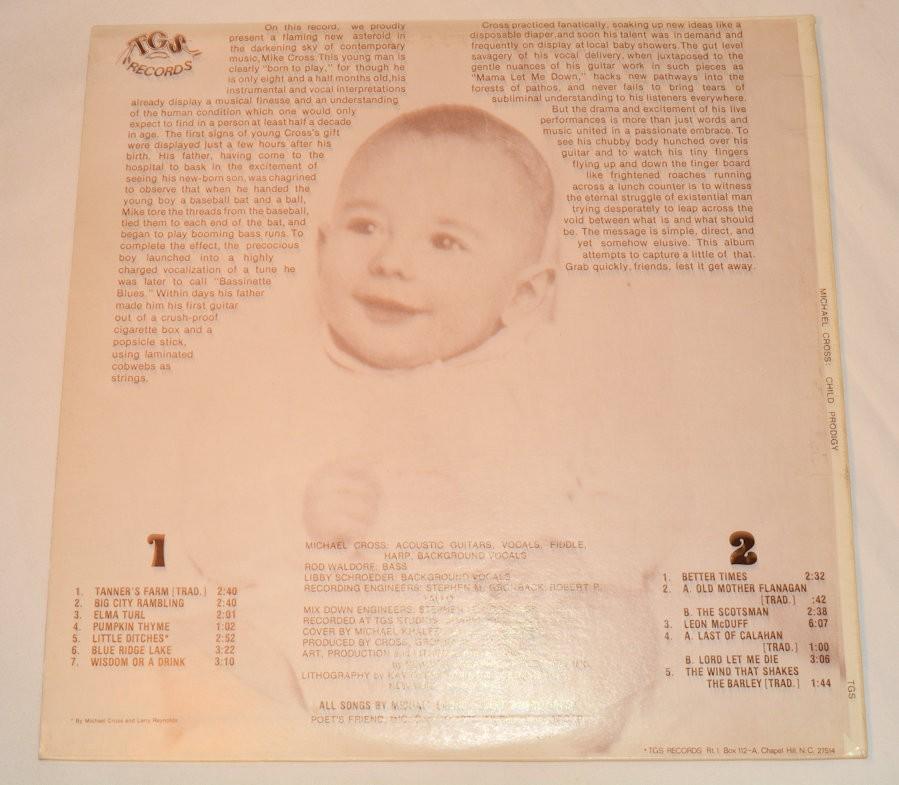 TGS
RECORDS
On this record, we proudly
present a flaming new asteroid in
the darkening sky of contemporary
music, Mike Cross. This young man is
clearly "born to play," for though he
is only eight and a half months old, his
instrumental and vocal interpretations
already display a musical finesse and an understanding
of the human condition which one would only
expect to find in a person at least half a decade
in age. The first signs of young Cross's gift
were displayed just a few hours after his
birth. His father, having come to the
hospital to bask in the excitement of
seeing his new-born son, was chagrined
to observe that when he handed the
young boy a baseball bat and a ball,
Mike tore the threads from the baseball,
tied them to each end of the bat, and
began to play booming bass runs. To
complete the effect, the precocious
boy launched into a highly
charged vocalization of a tune he
was later to call "Bassinette
Blues." Within days his father
made him his first guitar
out of a crush-proof
cigarette box and a
popsicle stick,
using laminated
cobwebs as
strings.
Cross practiced fanatically, soaking up new ideas like a
disposable diaper, and soon his talent was in demand and
frequently on display at local baby showers. The gut level
savagery of his vocal delivery, when juxtaposed to the
gentle nuances of his guitar work in such pieces as
"Mama Let Me Down," hacks new pathways into the
forests of pathos, and never fails to bring tears of
subliminal understanding to his listeners everywhere.
But the drama and excitement of his live
performances is more than just words and
music united in a passionate embrace. To
see his chubby body hunched over his
guitar and to watch his tiny fingers
flying up and down the finger board
like frightened roaches running
across a lunch counter is to witness
the eternal struggle of existential man
trying desperately to leap across the
void between what is and what should
be. The message is simple, direct, and
yet somehow elusive. This album
attempts to capture a little of that.
Grab quickly, friends, lest it get away.
MICHAEL CROSS: CHILD PRODIGY
TGS
1
1. TANNER'S FARM [TRAD.] 2:40
2. BIG CITY RAMBLING 2:40
3. ELMA TURL 2:01
4. PUMPKIN THYME 1:02
5. LITTLE DITCHES* 2:52
6. BLUE RIDGE LAKE 3:22
7. WISDOM OR A DRINK 3:10
* By Michael Cross and Larry Reynolds
MICHAEL CROSS: ACOUSTIC GUITARS, VOCALS, FIDDLE,
HARP, BACKGROUND VOCALS
ROD WALDORF: BASS
LIBBY SCHROEDER: BACKGROUND VOCALS
RECORDING ENGINEERS: STEPHEN M. GRONBACK, ROBERT P.
MIX DOWN ENGINEERS: STEPHEN
RECORDED AT TGS STUDIOS
COVER BY MICHAEL
PRODUCED BY CROSS,
ART, PRODUCTION
LITHOGRAPHY by
ALL SONGS BY
POET'S FRIEND, INC.
2
1. BETTER TIMES 2:32
2. A. OLD MOTHER FLANAGAN
[TRAD.] :42
B. THE SCOTSMAN 2:38
3. LEON McDUFF 6:07
4. A. LAST OF CALAHAN
[TRAD.] 1:00
B. LORD LET ME DIE 3:06
5. THE WIND THAT SHAKES
THE BARLEY [TRAD.] 1:44
* TGS RECORDS Rt. 1, Box 112-A, Chapel Hill, N.C. 27514